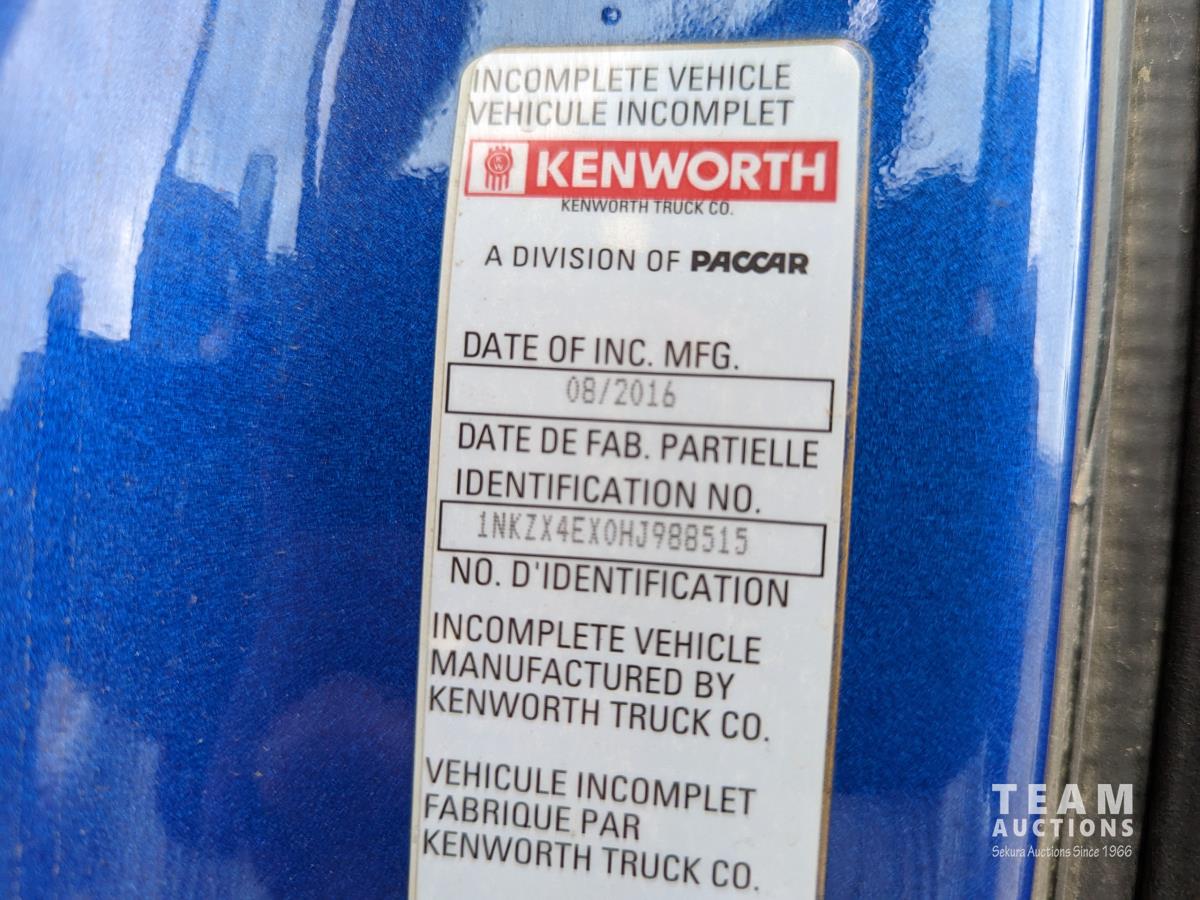 INCOMPLETE VEHICLE
VEHICULE INCOMPLET
KW KENWORTH
KENWORTH TRUCK CO.
A DIVISION OF PACCAR
DATE OF INC. MFG.
08/2016
DATE DE FAB. PARTIELLE
IDENTIFICATION NO.
1NKZX4EX0HJ988515
NO. D'IDENTIFICATION
INCOMPLETE VEHICLE
MANUFACTURED BY
KENWORTH TRUCK CO.
VEHICULE INCOMPLET
FABRIQUE PAR
KENWORTH TRUCK CO.
TEAM
AUCTIONS
Sekura Auctions Since 1966